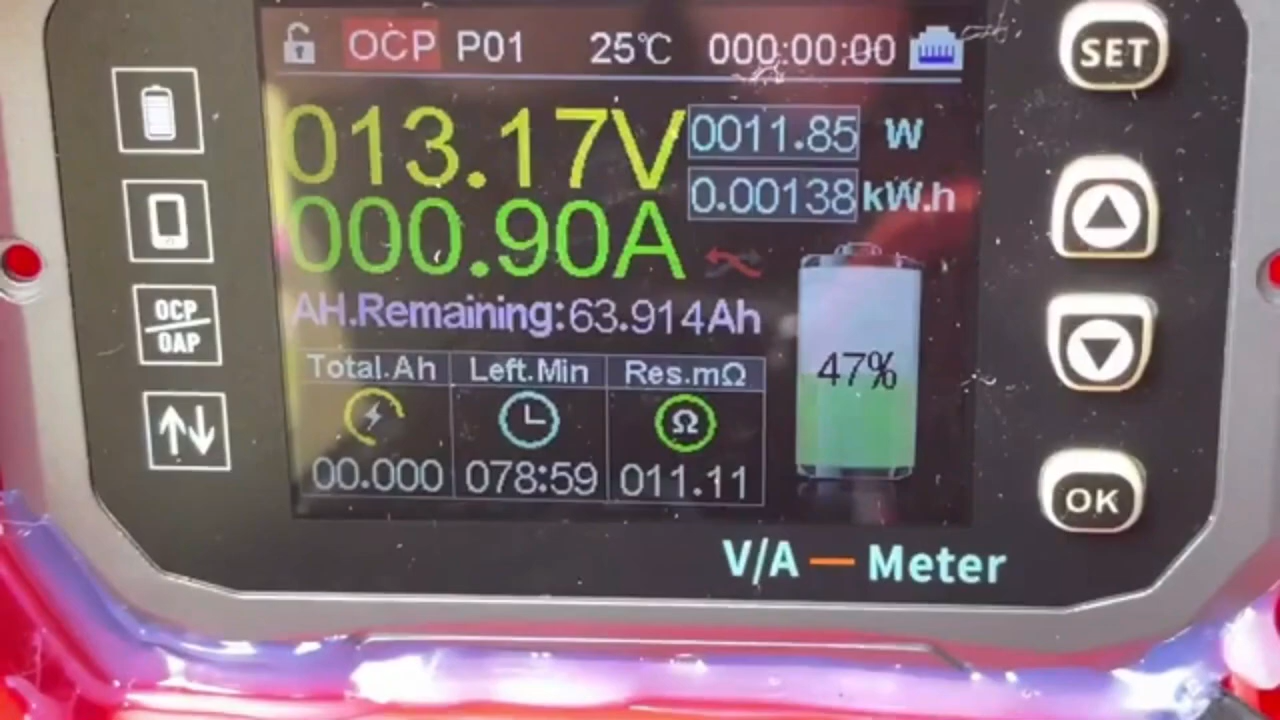 OCP P01 25℃ 000:00:00
SET
013.17V 0011.85 W
0.00138 kW.h
000.90A
AH.Remaining:63.914Ah
OCP
OAP
47%
Total.Ah Left.Min Res.mΩ
Ω
00.000 078:59 011.11
OK
V/A — Meter